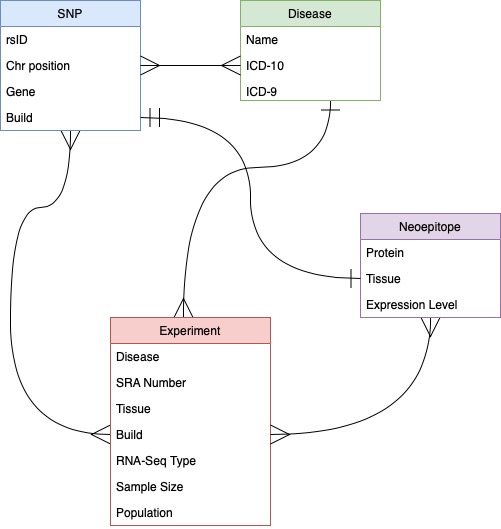 SNP
rsID
Chr position
Gene
Build
Disease
Name
ICD-10
ICD-9
Neoepitope
Protein
Tissue
Expression Level
Experiment
Disease
SRA Number
Tissue
Build
RNA-Seq Type
Sample Size
Population